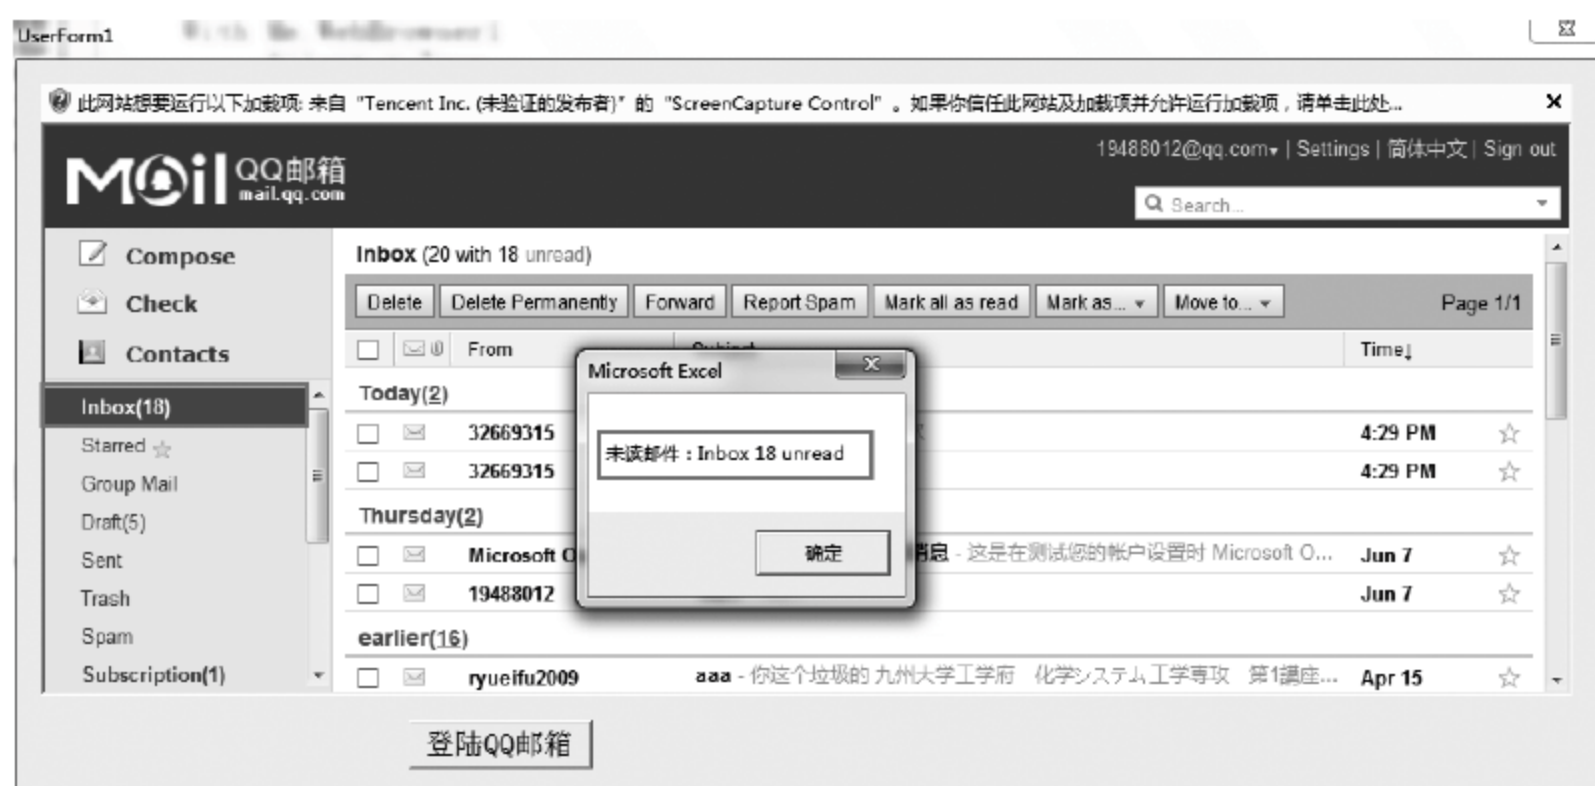 UserForm1
此网站想要运行以下加载项: 来自 "Tencent Inc. (未验证的发布者)" 的 "ScreenCapture Control" 。如果你信任此网站及加载项并允许运行加载项，请单击此处...
19488012@qq.com | Settings | 简体中文 | Sign out
Mail QQ邮箱
mail.qq.com
Search...
Compose
Check
Contacts
Inbox(18)
Starred
Group Mail
Draft(5)
Sent
Trash
Spam
Subscription(1)
Inbox (20 with 18 unread)
Delete Delete Permanently Forward Report Spam Mark all as read Mark as... Move to... Page 1/1
From Time↓
Today(2)
32669315 4:29 PM
32669315 4:29 PM
Thursday(2)
Microsoft O 消息 - 这是在测试您的帐户设置时 Microsoft O... Jun 7
19488012 Jun 7
earlier(16)
ryueifu2009 aaa - 你这个垃圾的 九州大学工学府 化学システム工学専攻 第1講座... Apr 15
Microsoft Excel
未读邮件：Inbox 18 unread
确定
登陆QQ邮箱